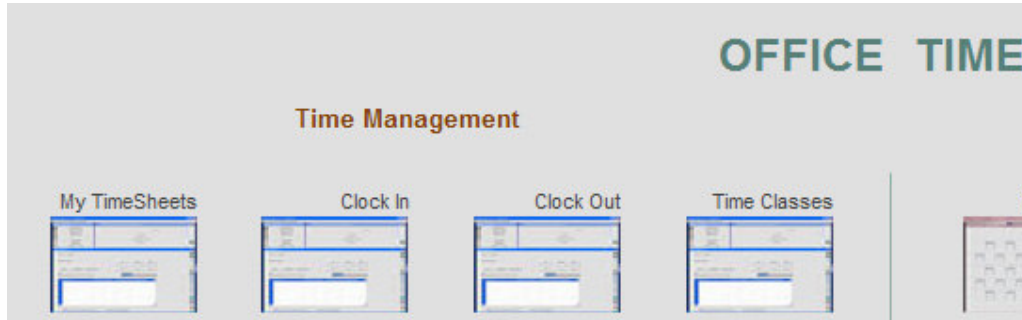 OFFICE TIME
Time Management
My TimeSheets
Clock In
Clock Out
Time Classes